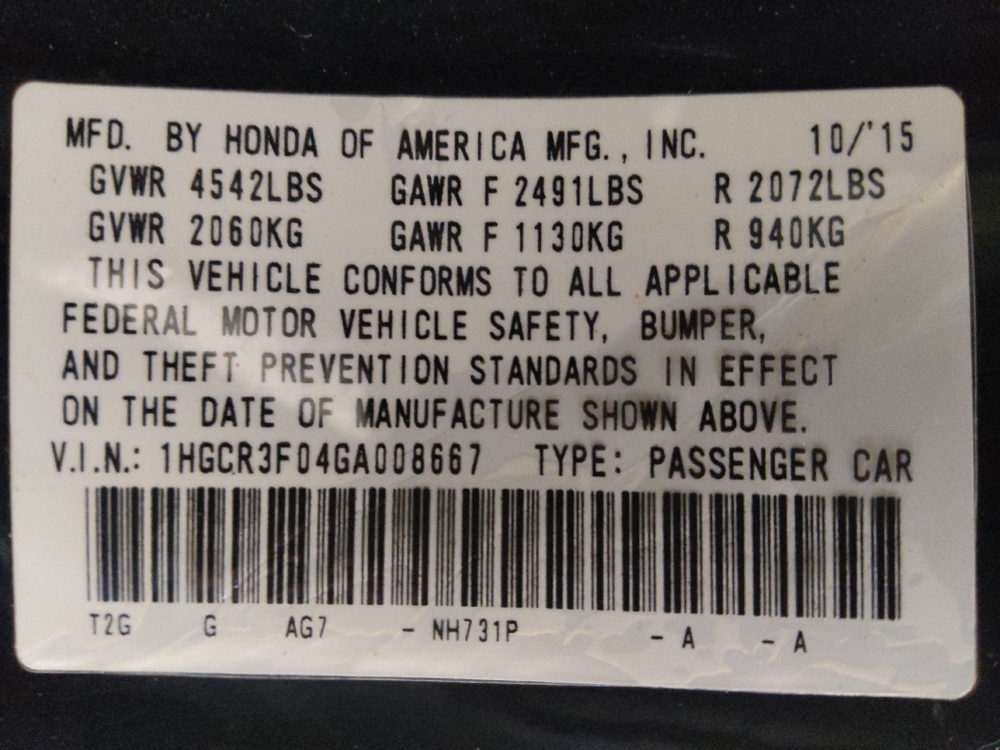 MFD. BY HONDA OF AMERICA MFG., INC. 10/'15
GVWR 4542LBS GAWR F 2491LBS R 2072LBS
GVWR 2060KG GAWR F 1130KG R 940KG
THIS VEHICLE CONFORMS TO ALL APPLICABLE
FEDERAL MOTOR VEHICLE SAFETY, BUMPER,
AND THEFT PREVENTION STANDARDS IN EFFECT
ON THE DATE OF MANUFACTURE SHOWN ABOVE.
V.I.N.: 1HGCR3F04GA008667 TYPE: PASSENGER CAR
T2G G AG7 - NH731P - A - A